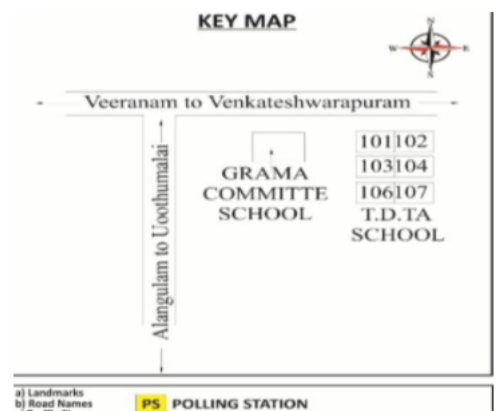 KEY MAP
N
W E
S
Veeranam to Venkateshwarapuram
Alangulam to Uoothumalai
GRAMA
COMMITTE
SCHOOL
101 102
103 104
106 107
T.D.TA
SCHOOL
a) Landmarks
b) Road Names
PS POLLING STATION